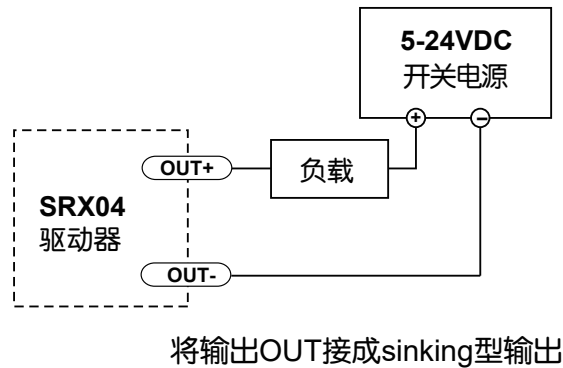 5-24VDC
开关电源
+
−
OUT+
负载
SRX04
驱动器
OUT-
将输出OUT接成sinking型输出